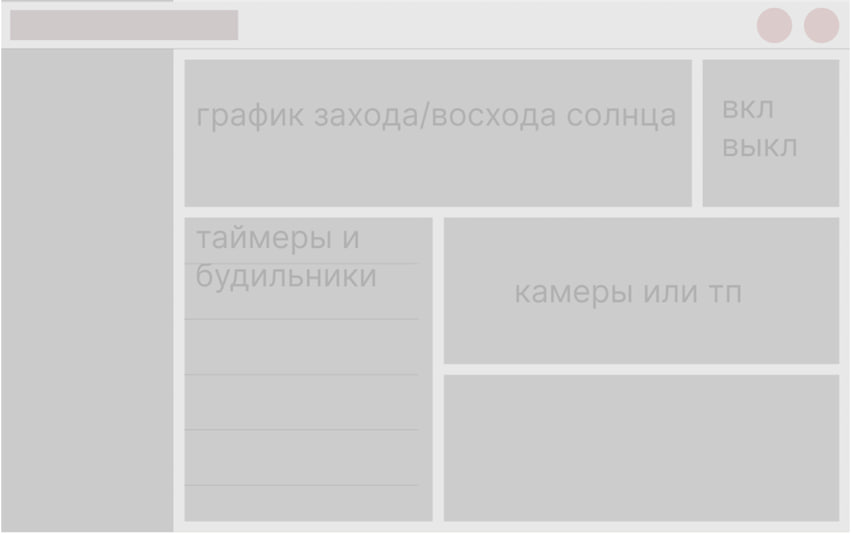 график захода/восхода солнца
вкл
выкл
таймеры и
будильники
камеры или тп